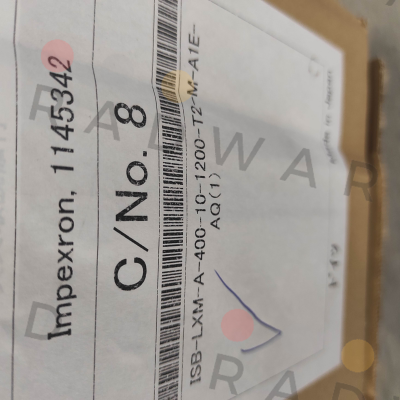 Impexron, 1145342
C/No. 8
ISB-LXM-A-400-10-1200-T2-M-A1E-
AQ(1)